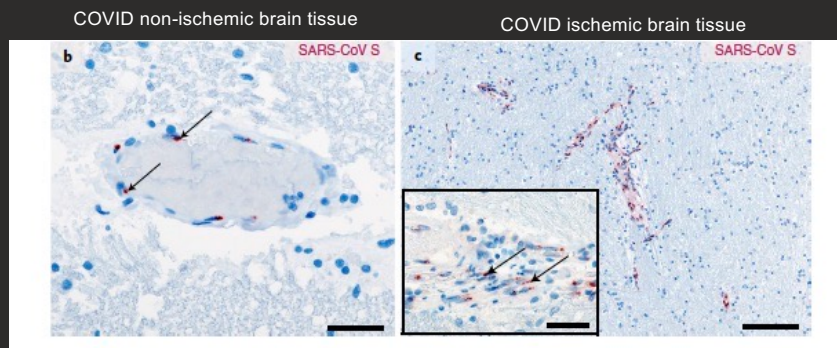 COVID non-ischemic brain tissue
COVID ischemic brain tissue
b
SARS-CoV S
c
SARS-CoV S